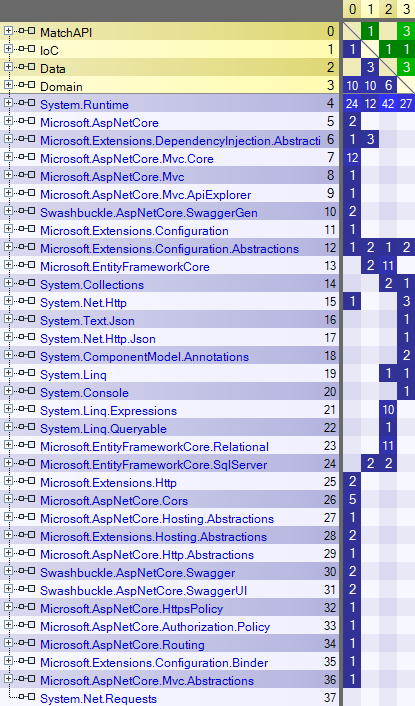 0 1 2 3
MatchAPI 0 1 3
IoC 1 1 1 1
Data 2 3 3
Domain 3 10 10 6
System.Runtime 4 24 12 42 27
Microsoft.AspNetCore 5 2
Microsoft.Extensions.DependencyInjection.Abstracti 6 1 3
Microsoft.AspNetCore.Mvc.Core 7 12
Microsoft.AspNetCore.Mvc 8 1
Microsoft.AspNetCore.Mvc.ApiExplorer 9 1
Swashbuckle.AspNetCore.SwaggerGen 10 2
Microsoft.Extensions.Configuration 11 1
Microsoft.Extensions.Configuration.Abstractions 12 1 2 1 2
Microsoft.EntityFrameworkCore 13 2 11
System.Collections 14 2 1
System.Net.Http 15 1 3
System.Text.Json 16 1
System.Net.Http.Json 17 1
System.ComponentModel.Annotations 18 2
System.Linq 19 1 1
System.Console 20 1
System.Linq.Expressions 21 10
System.Linq.Queryable 22 1
Microsoft.EntityFrameworkCore.Relational 23 11
Microsoft.EntityFrameworkCore.SqlServer 24 2 2
Microsoft.Extensions.Http 25 2
Microsoft.AspNetCore.Cors 26 5
Microsoft.AspNetCore.Hosting.Abstractions 27 1
Microsoft.Extensions.Hosting.Abstractions 28 2
Microsoft.AspNetCore.Http.Abstractions 29 1
Swashbuckle.AspNetCore.Swagger 30 2
Swashbuckle.AspNetCore.SwaggerUI 31 2
Microsoft.AspNetCore.HttpsPolicy 32 1
Microsoft.AspNetCore.Authorization.Policy 33 1
Microsoft.AspNetCore.Routing 34 1
Microsoft.Extensions.Configuration.Binder 35 1
Microsoft.AspNetCore.Mvc.Abstractions 36 1
System.Net.Requests 37